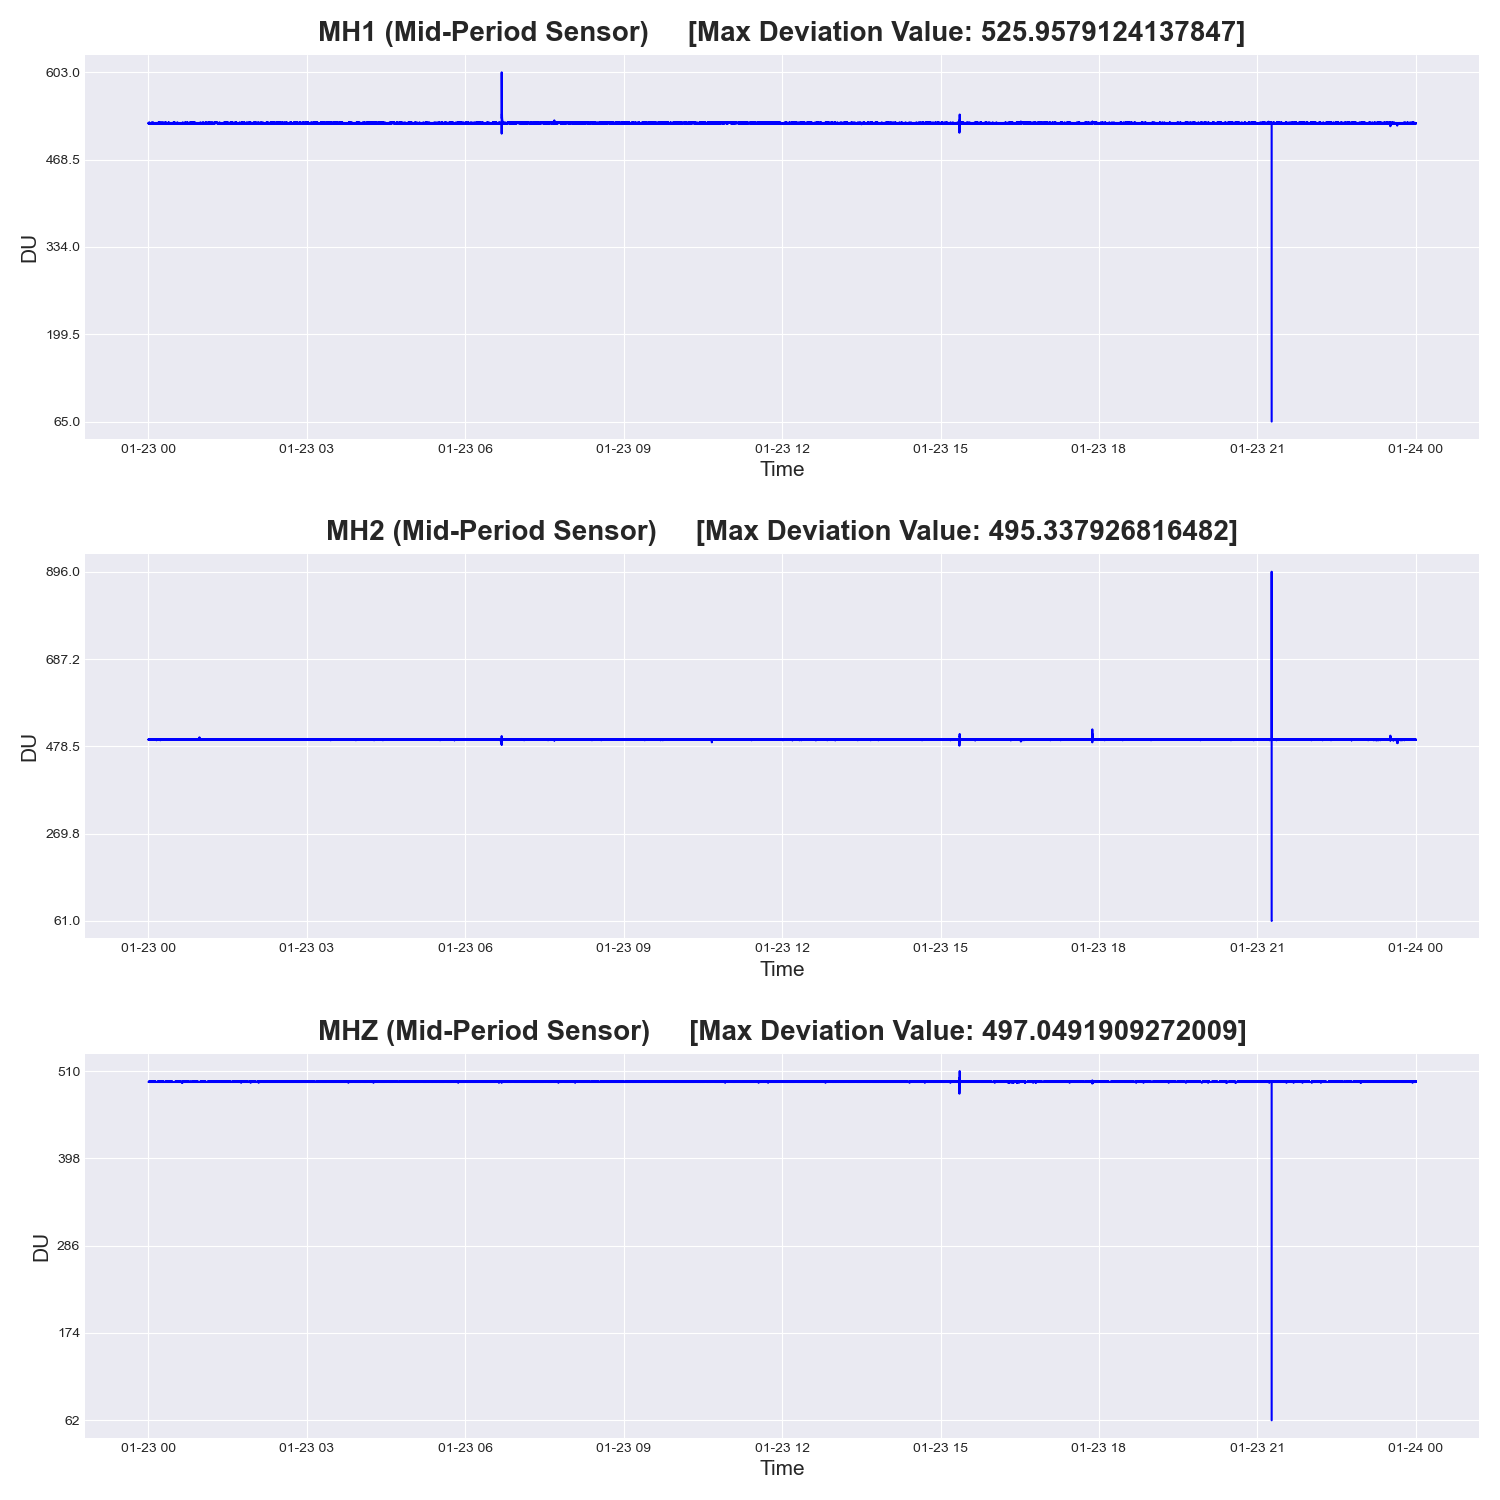 MH1 (Mid-Period Sensor) [Max Deviation Value: 525.9579124137847]
603.0
468.5
334.0
199.5
65.0
DU
01-23 00 01-23 03 01-23 06 01-23 09 01-23 12 01-23 15 01-23 18 01-23 21 01-24 00
Time
MH2 (Mid-Period Sensor) [Max Deviation Value: 495.337926816482]
896.0
687.2
478.5
269.8
61.0
DU
01-23 00 01-23 03 01-23 06 01-23 09 01-23 12 01-23 15 01-23 18 01-23 21 01-24 00
Time
MHZ (Mid-Period Sensor) [Max Deviation Value: 497.0491909272009]
510
398
286
174
62
DU
01-23 00 01-23 03 01-23 06 01-23 09 01-23 12 01-23 15 01-23 18 01-23 21 01-24 00
Time